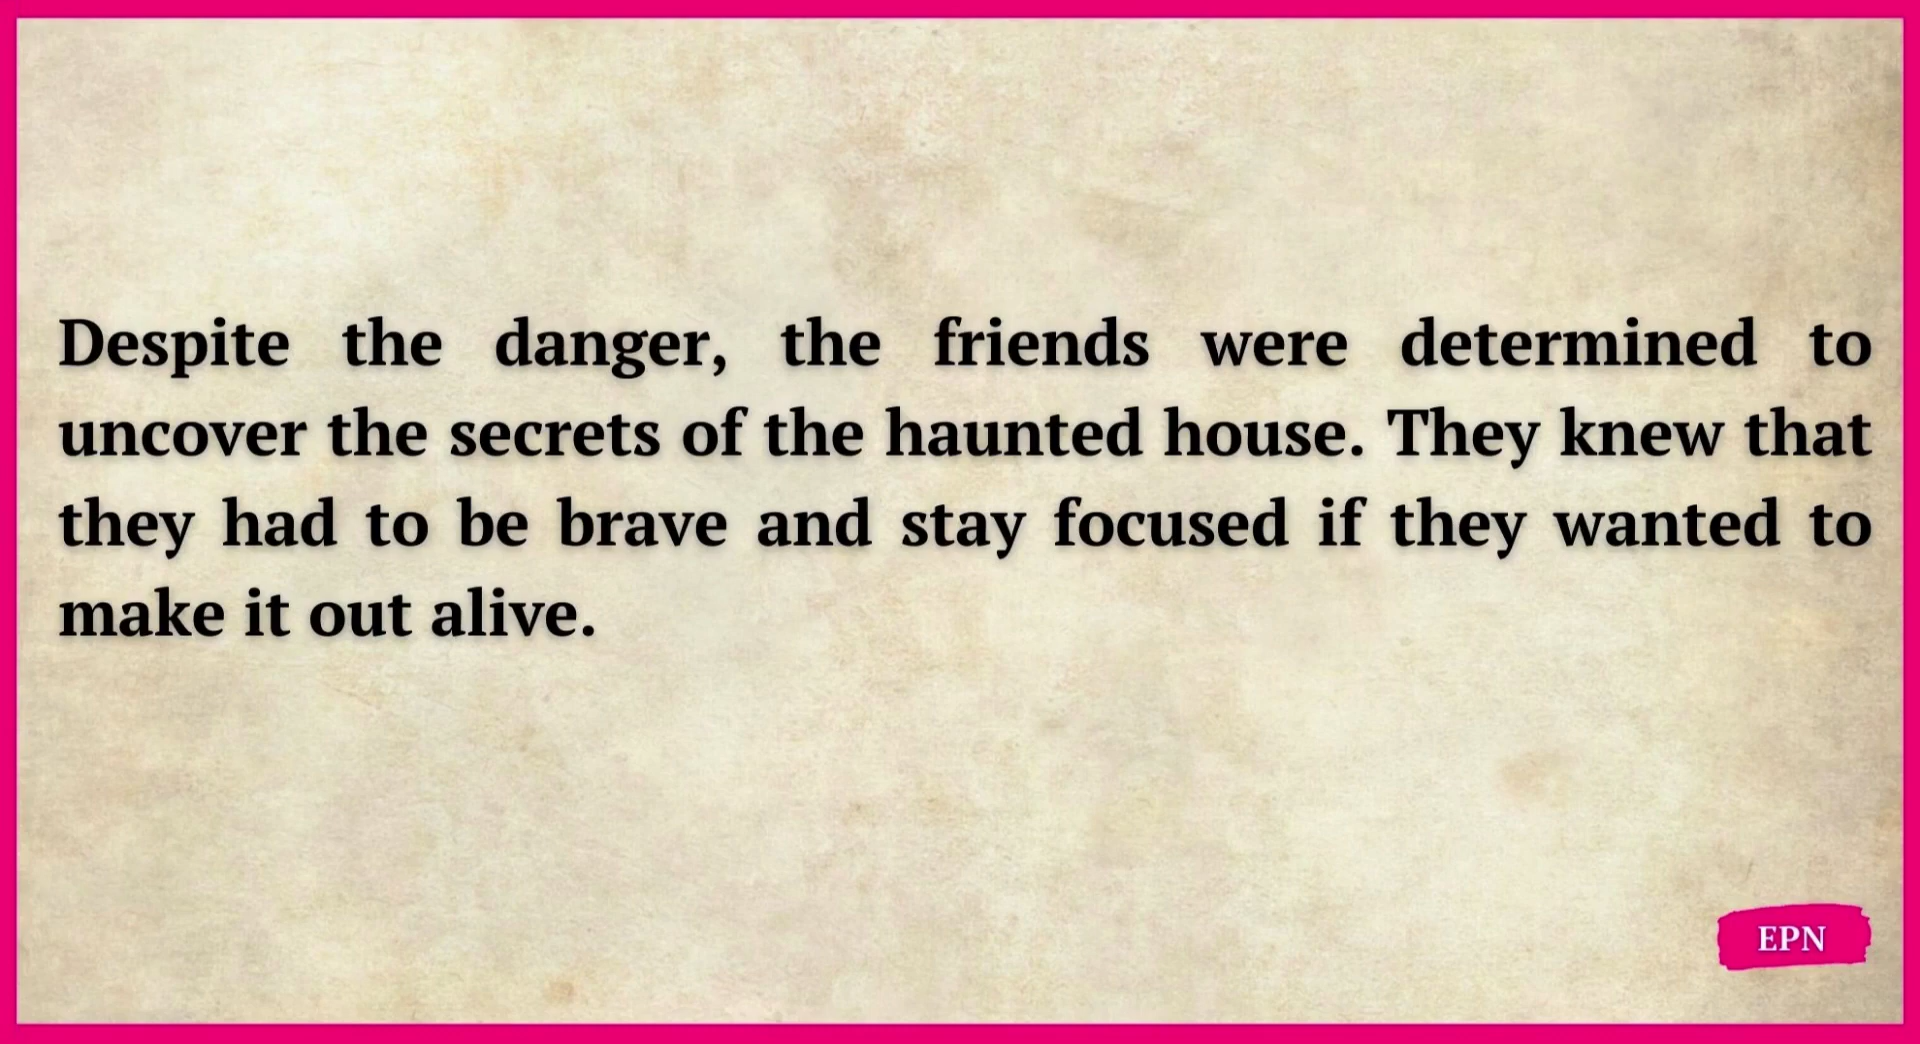 Despite the danger, the friends were determined to
uncover the secrets of the haunted house. They knew that
they had to be brave and stay focused if they wanted to
make it out alive.
EPN